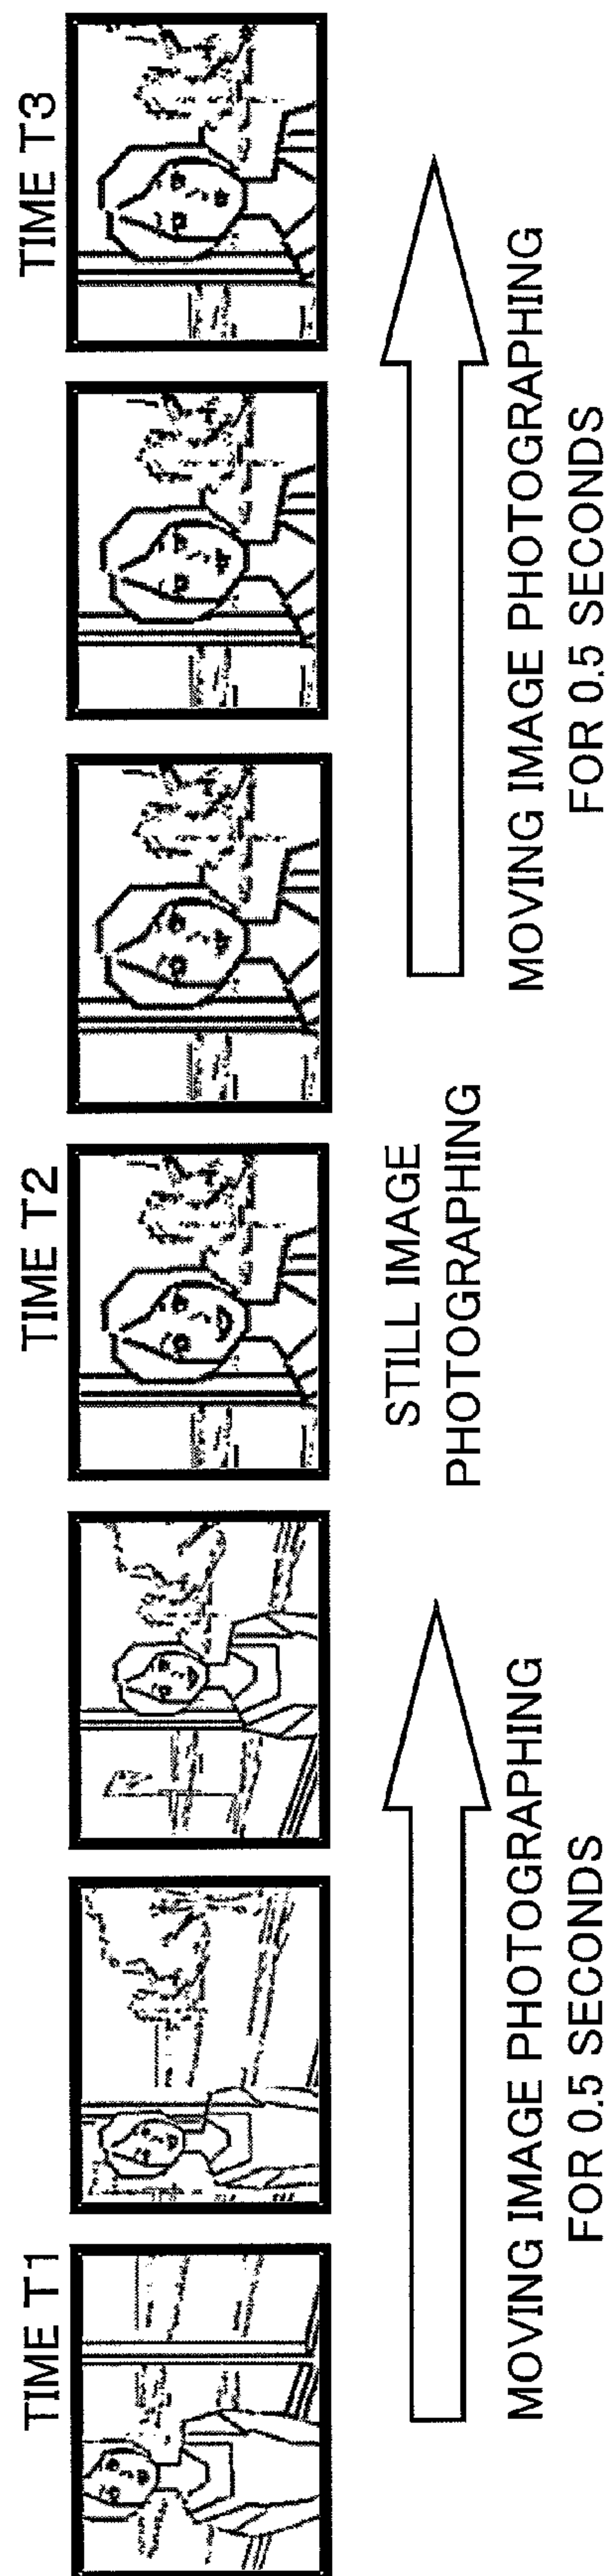 TIME T1
TIME T2
TIME T3
MOVING IMAGE PHOTOGRAPHING
FOR 0.5 SECONDS
STILL IMAGE
PHOTOGRAPHING
MOVING IMAGE PHOTOGRAPHING
FOR 0.5 SECONDS